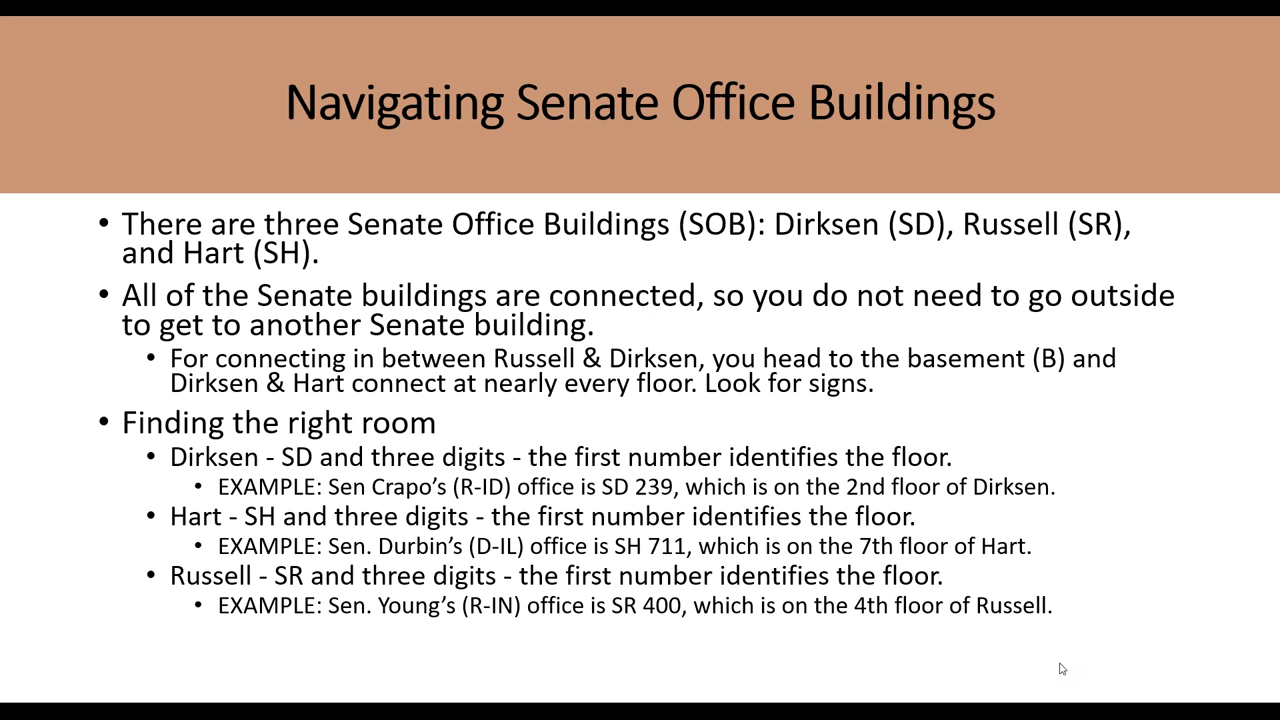 Navigating Senate Office Buildings
• There are three Senate Office Buildings (SOB): Dirksen (SD), Russell (SR),
and Hart (SH).
• All of the Senate buildings are connected, so you do not need to go outside
to get to another Senate building.
• For connecting in between Russell & Dirksen, you head to the basement (B) and
Dirksen & Hart connect at nearly every floor. Look for signs.
• Finding the right room
• Dirksen - SD and three digits - the first number identifies the floor.
• EXAMPLE: Sen Crapo’s (R-ID) office is SD 239, which is on the 2nd floor of Dirksen.
• Hart - SH and three digits - the first number identifies the floor.
• EXAMPLE: Sen. Durbin’s (D-IL) office is SH 711, which is on the 7th floor of Hart.
• Russell - SR and three digits - the first number identifies the floor.
• EXAMPLE: Sen. Young’s (R-IN) office is SR 400, which is on the 4th floor of Russell.